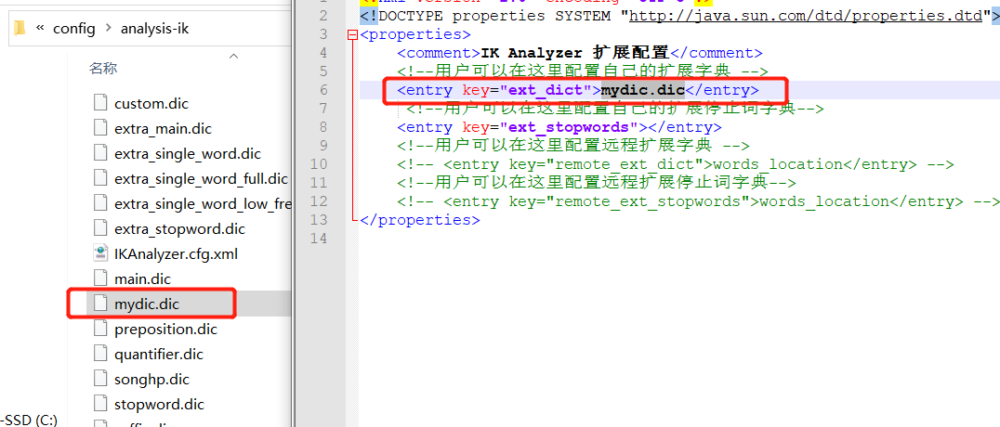 « config › analysis-ik
名称
custom.dic
extra_main.dic
extra_single_word.dic
extra_single_word_full.dic
extra_single_word_low_fre
extra_stopword.dic
IKAnalyzer.cfg.xml
main.dic
mydic.dic
preposition.dic
quantifier.dic
songhp.dic
stopword.dic
-SSD (C:)
2 <!DOCTYPE properties SYSTEM "http://java.sun.com/dtd/properties.dtd">
3 <properties>
4 <comment>IK Analyzer 扩展配置</comment>
5 <!--用户可以在这里配置自己的扩展字典 -->
6 <entry key="ext_dict">mydic.dic</entry>
7 <!--用户可以在这里配置自己的扩展停止词字典-->
8 <entry key="ext_stopwords"></entry>
9 <!--用户可以在这里配置远程扩展字典 -->
10 <!-- <entry key="remote_ext_dict">words_location</entry> -->
11 <!--用户可以在这里配置远程扩展停止词字典-->
12 <!-- <entry key="remote_ext_stopwords">words_location</entry> -->
13 </properties>
14